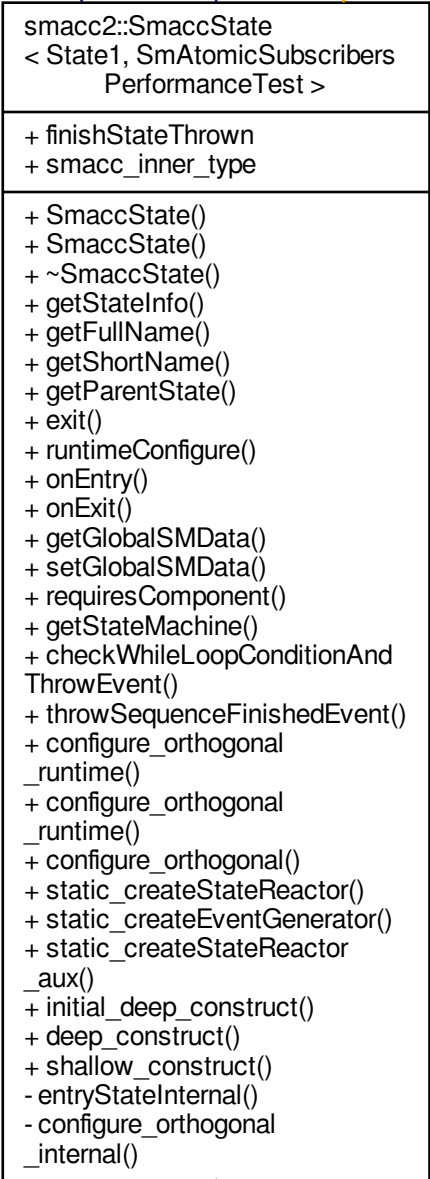 smacc2::SmaccState
< State1, SmAtomicSubscribers
PerformanceTest >
+ finishStateThrown
+ smacc_inner_type
+ SmaccState()
+ SmaccState()
+ ~SmaccState()
+ getStateInfo()
+ getFullName()
+ getShortName()
+ getParentState()
+ exit()
+ runtimeConfigure()
+ onEntry()
+ onExit()
+ getGlobalSMData()
+ setGlobalSMData()
+ requiresComponent()
+ getStateMachine()
+ checkWhileLoopConditionAnd
ThrowEvent()
+ throwSequenceFinishedEvent()
+ configure_orthogonal
_runtime()
+ configure_orthogonal
_runtime()
+ configure_orthogonal()
+ static_createStateReactor()
+ static_createEventGenerator()
+ static_createStateReactor
_aux()
+ initial_deep_construct()
+ deep_construct()
+ shallow_construct()
- entryStateInternal()
- configure_orthogonal
_internal()